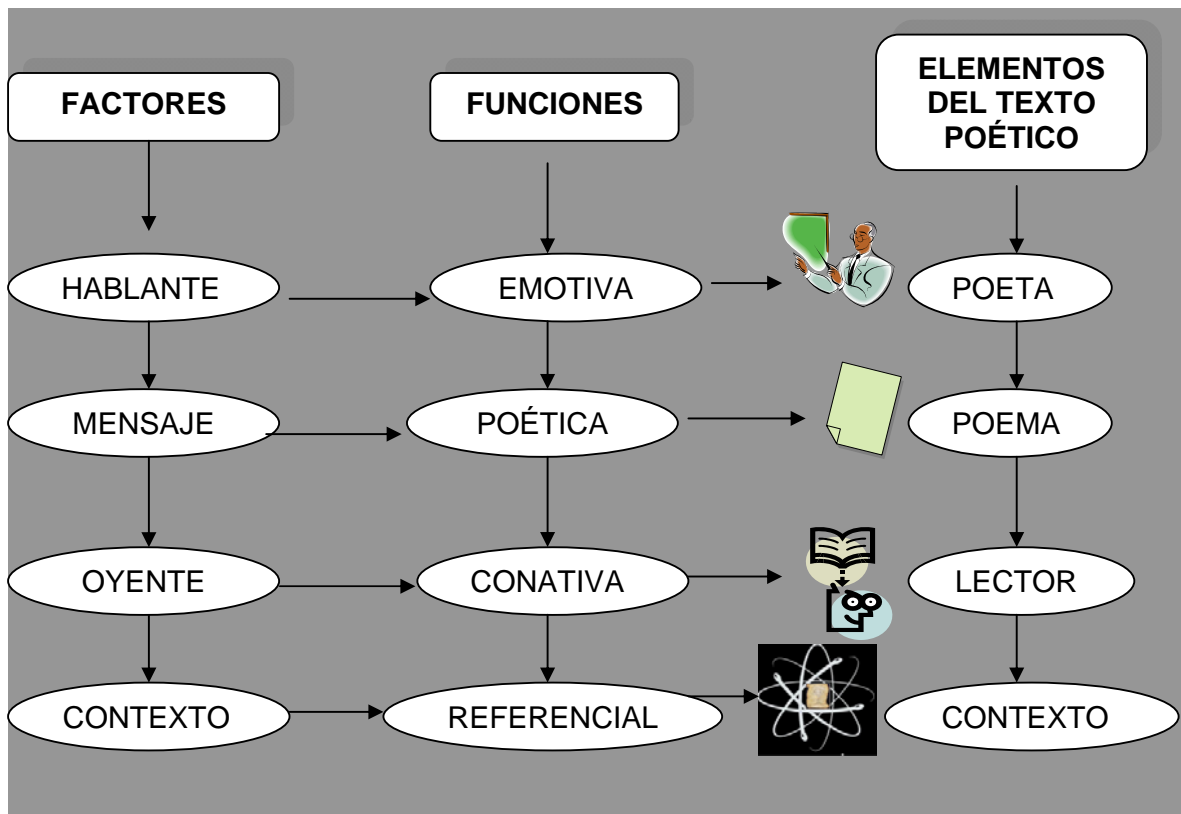 FACTORES
FUNCIONES
ELEMENTOS
DEL TEXTO
POÉTICO
HABLANTE
EMOTIVA
POETA
MENSAJE
POÉTICA
POEMA
OYENTE
CONATIVA
LECTOR
CONTEXTO
REFERENCIAL
CONTEXTO